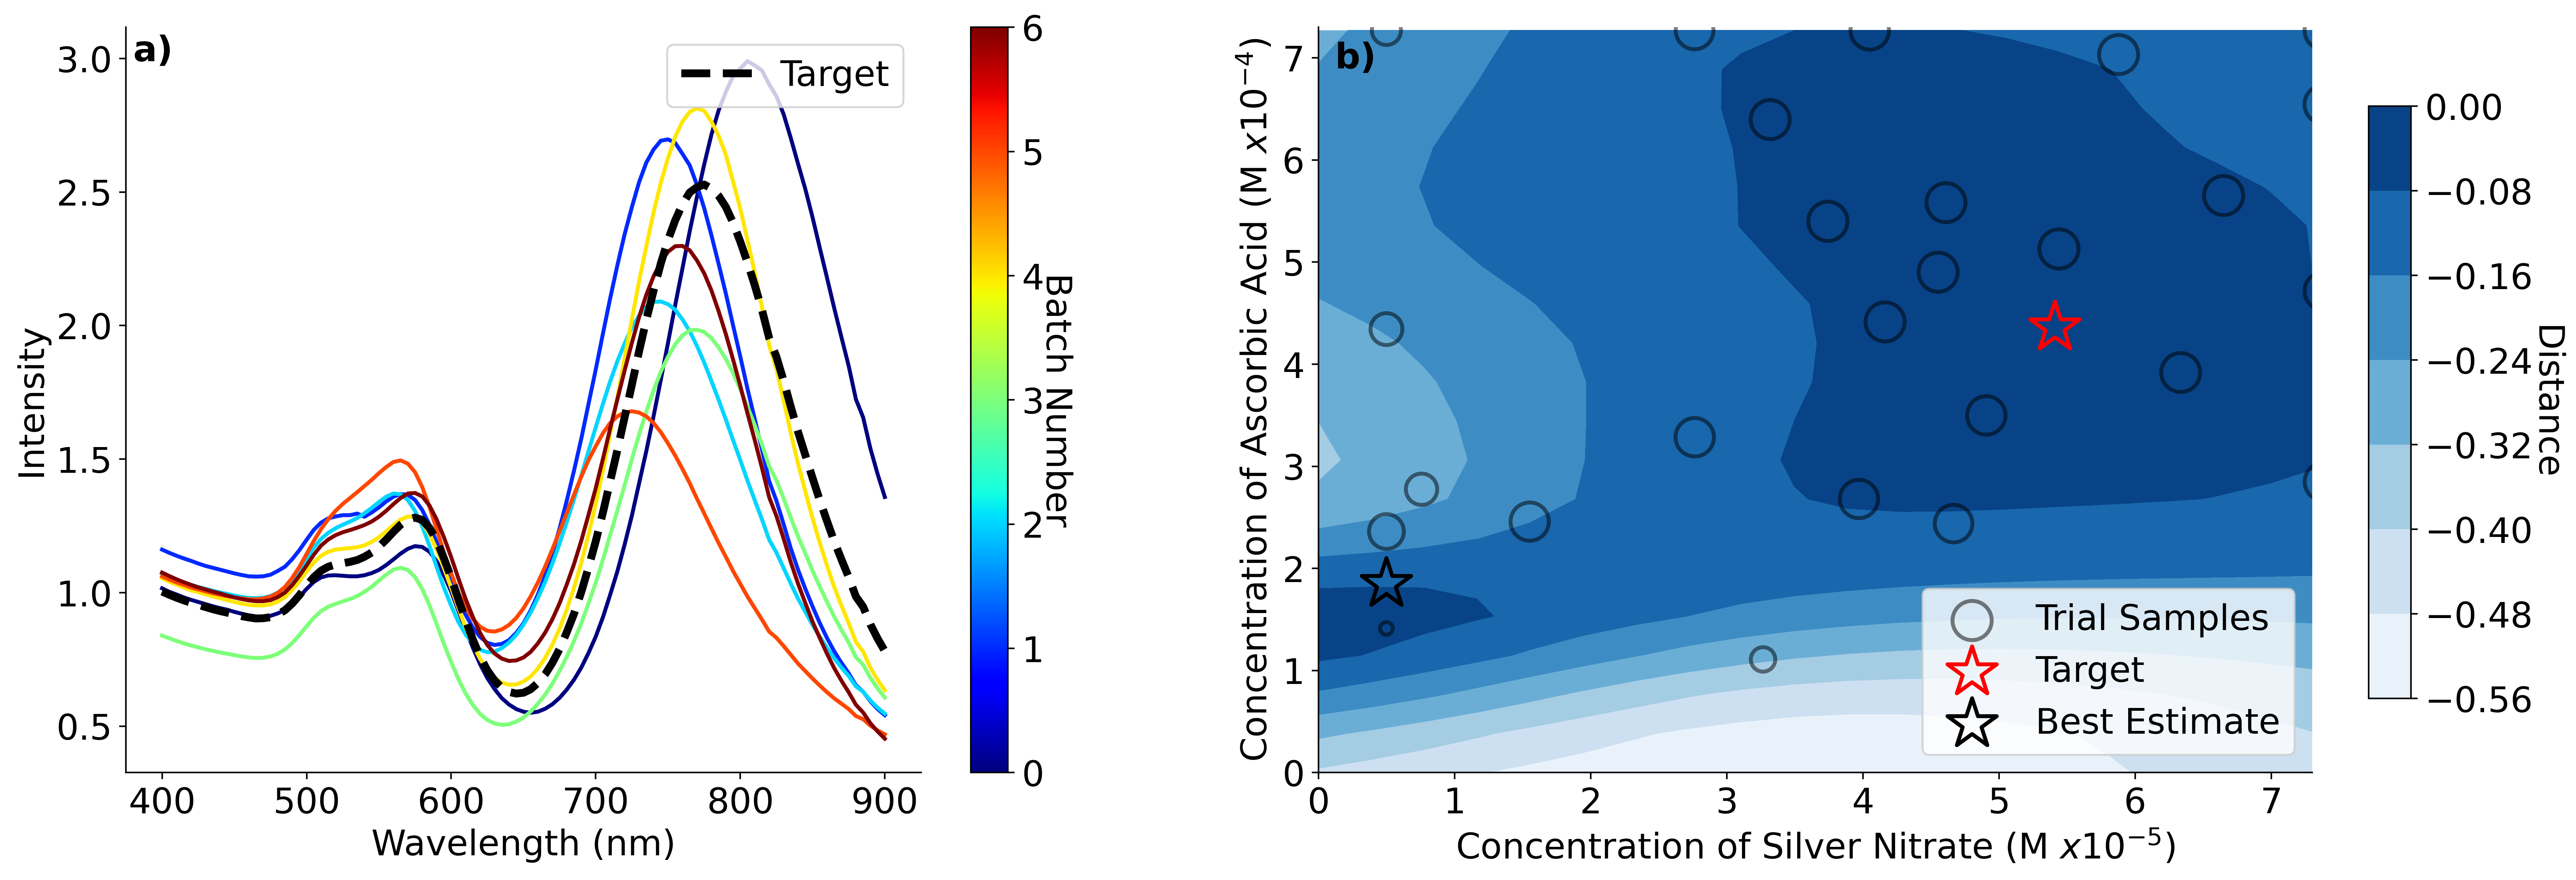 a)
Target
3.0
2.5
2.0
1.5
1.0
0.5
Intensity
400 500 600 700 800 900
Wavelength (nm)
6
5
4
3
2
1
0
Batch Number
b)
7
6
5
4
3
2
1
0
Concentration of Ascorbic Acid (M x10⁻⁴)
0 1 2 3 4 5 6 7
Concentration of Silver Nitrate (M x10⁻⁵)
Trial Samples
Target
Best Estimate
0.00
−0.08
−0.16
−0.24
−0.32
−0.40
−0.48
−0.56
Distance